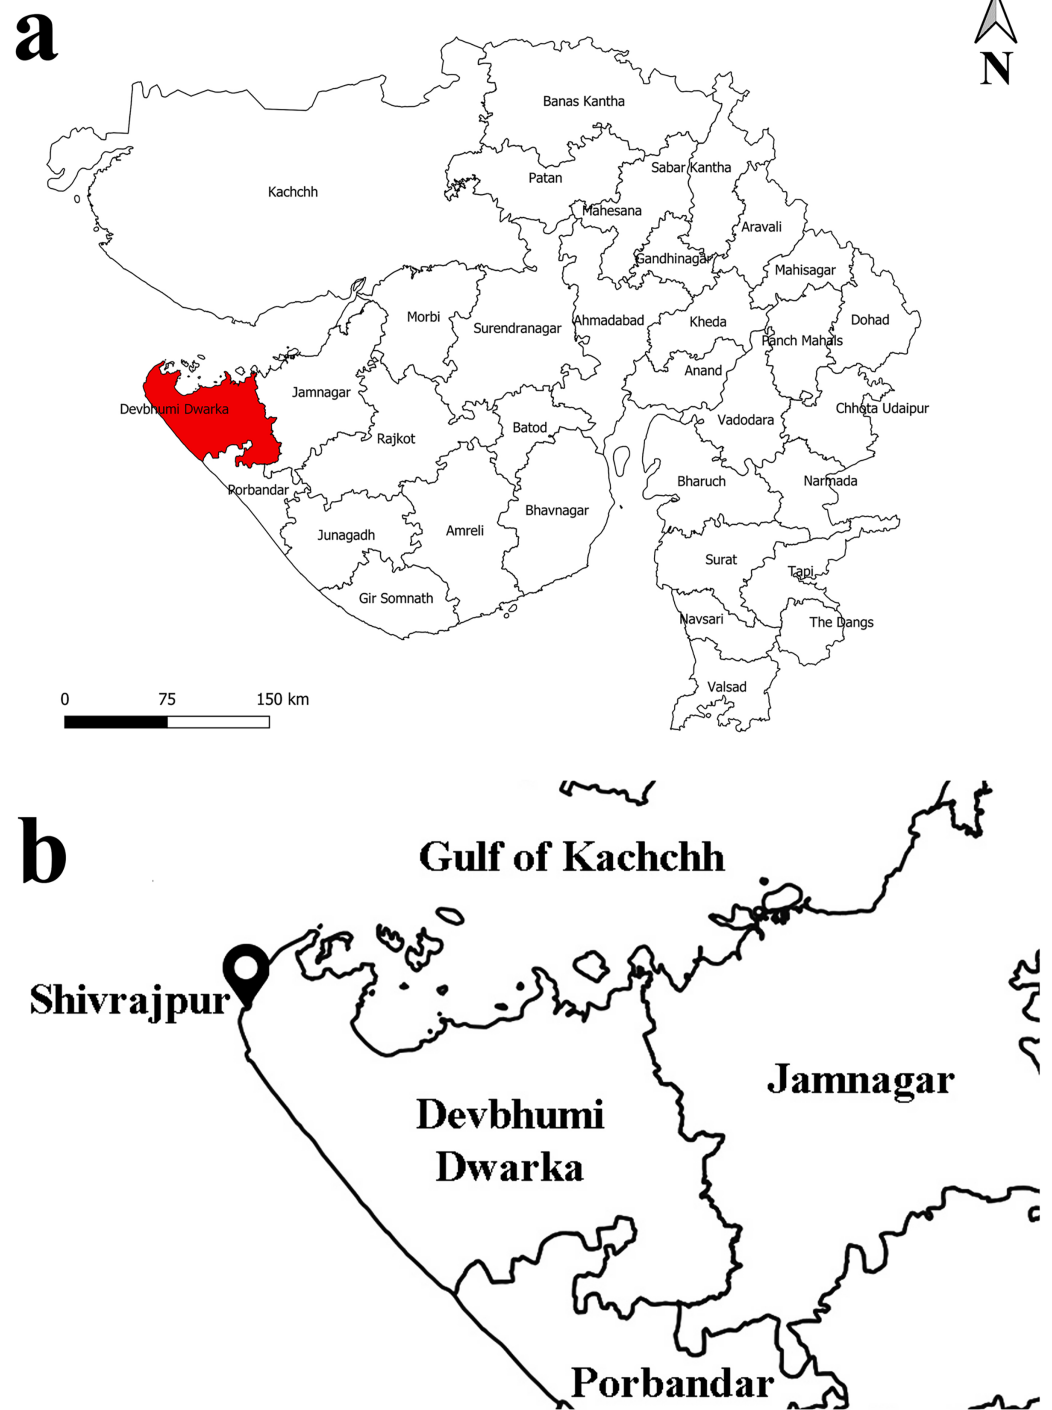 a
N
Banas Kantha
Patan
Sabar Kantha
Kachchh
Mahesana
Aravali
Gandhinagar
Mahisagar
Morbi
Surendranagar
Ahmadabad
Kheda
Dohad
Panch Mahals
Anand
Jamnagar
Devbhumi Dwarka
Chhota Udaipur
Vadodara
Batod
Rajkot
Bharuch
Narmada
Porbandar
Bhavnagar
Junagadh
Amreli
Surat
Tapi
Gir Somnath
Navsari
The Dangs
Valsad
0 75 150 km
b
Gulf of Kachchh
Shivrajpur
Jamnagar
Devbhumi
Dwarka
Porbandar